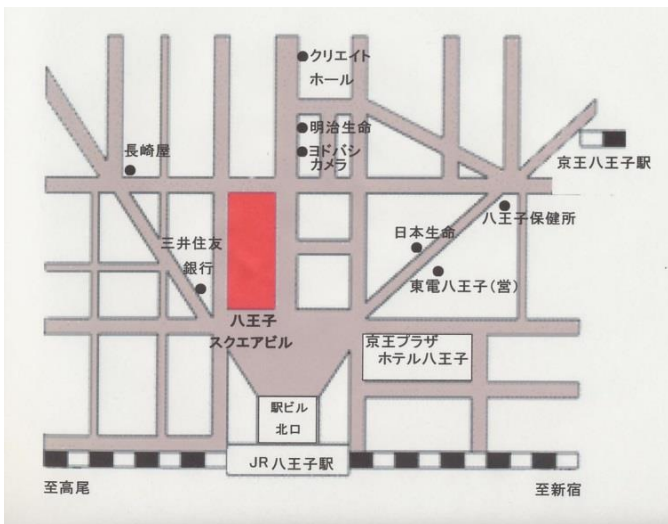 クリエイト
ホール
明治生命
ヨドバシ
カメラ
長崎屋
京王八王子駅
八王子保健所
三井住友
銀行
日本生命
東電八王子(営)
八王子
スクエアビル
京王プラザ
ホテル八王子
駅ビル
北口
JR八王子駅
至高尾
至新宿